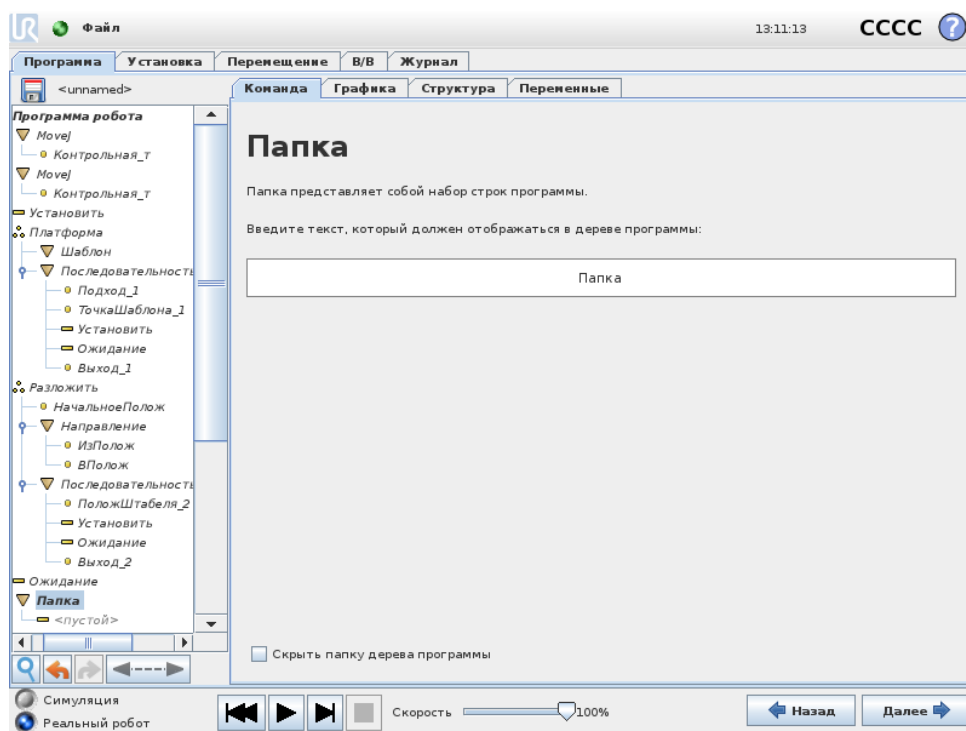 Файл
13:11:13
CCCC
?
Программа Установка Перемещение В/В Журнал
<unnamed>
Команда Графика Структура Переменные
Программа робота
MoveJ
Контрольная_т
MoveJ
Контрольная_т
Установить
Платформа
Шаблон
Последовательность
Подход_1
ТочкаШаблона_1
Установить
Ожидание
Выход_1
Разложить
НачальноеПолож
Направление
ИзПолож
ВПолож
Последовательность
ПоложШтабеля_2
Установить
Ожидание
Выход_2
Ожидание
Папка
<пустой>
Папка
Папка представляет собой набор строк программы.
Введите текст, который должен отображаться в дереве программы:
Папка
Скрыть папку дерева программы
Симуляция
Реальный робот
Скорость 100%
Назад
Далее